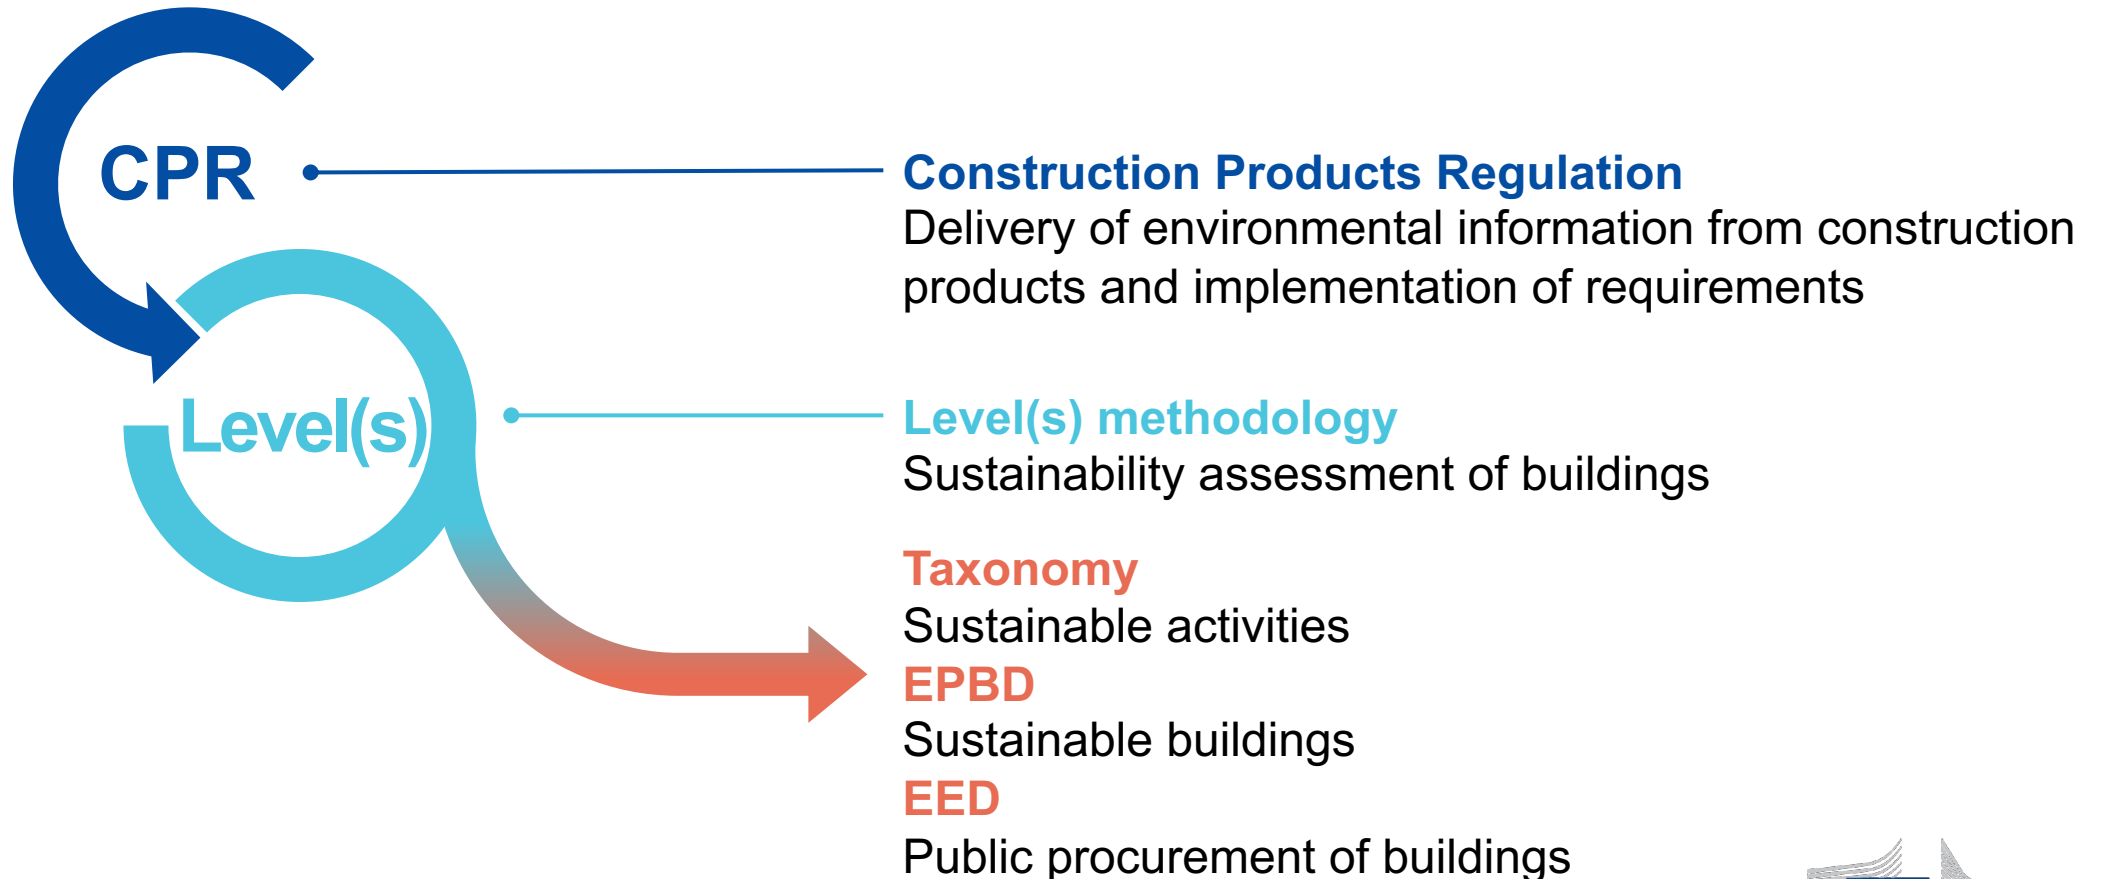 CPR
Construction Products Regulation
Delivery of environmental information from construction
products and implementation of requirements
Level(s)
Level(s) methodology
Sustainability assessment of buildings
Taxonomy
Sustainable activities
EPBD
Sustainable buildings
EED
Public procurement of buildings